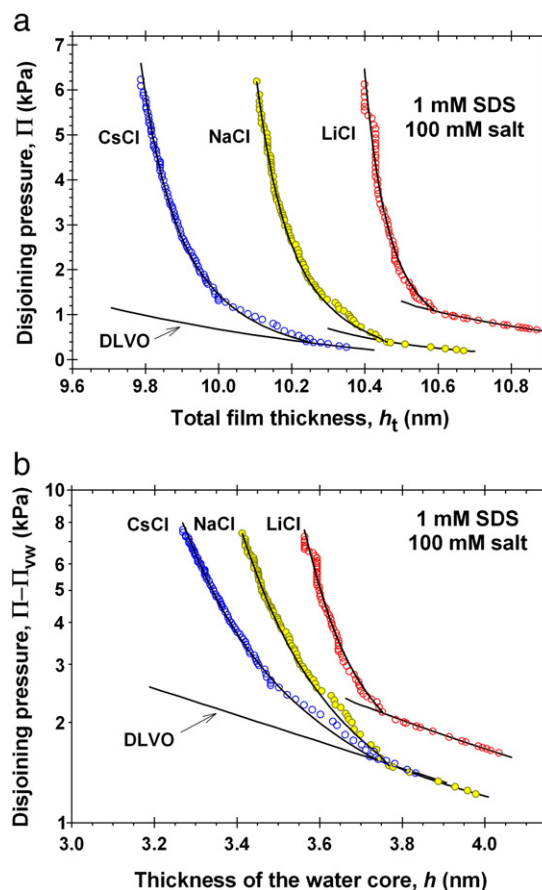 a
Disjoining pressure, Π (kPa)
7
6
5
4
3
2
1
0
CsCl
NaCl
LiCl
1 mM SDS
100 mM salt
DLVO
9.6 9.8 10.0 10.2 10.4 10.6 10.8
Total film thickness, hₜ (nm)
b
Disjoining pressure, Π−Πvw (kPa)
10
9
8
7
6
5
4
3
2
1
CsCl NaCl LiCl
1 mM SDS
100 mM salt
DLVO
3.0 3.2 3.4 3.6 3.8 4.0
Thickness of the water core, h (nm)